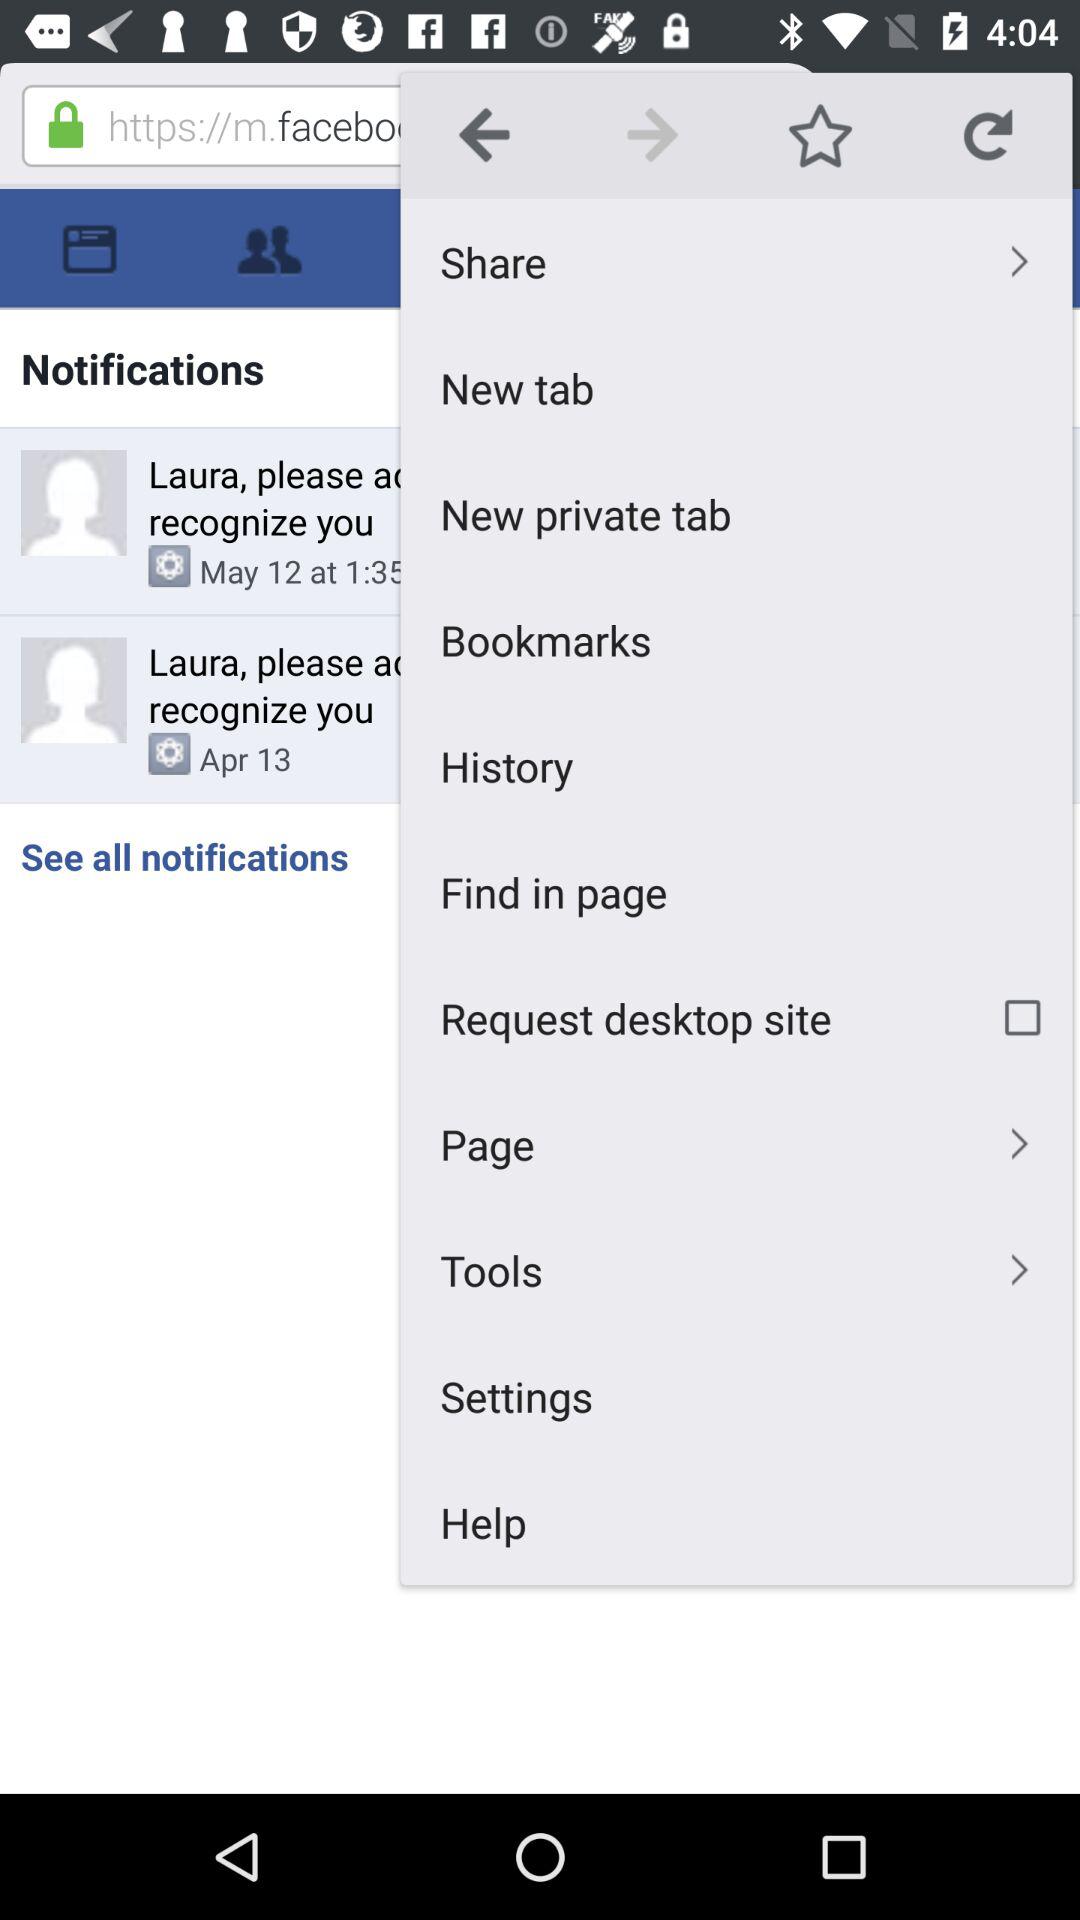 FAKE
4:04
https://m.facebo
Share
New tab
New private tab
Bookmarks
History
Find in page
Request desktop site
Page
Tools
Settings
Help
Notifications
Laura, please
recognize you
May 12 at 1:35
Laura, please
recognize you
Apr 13
See all notifications